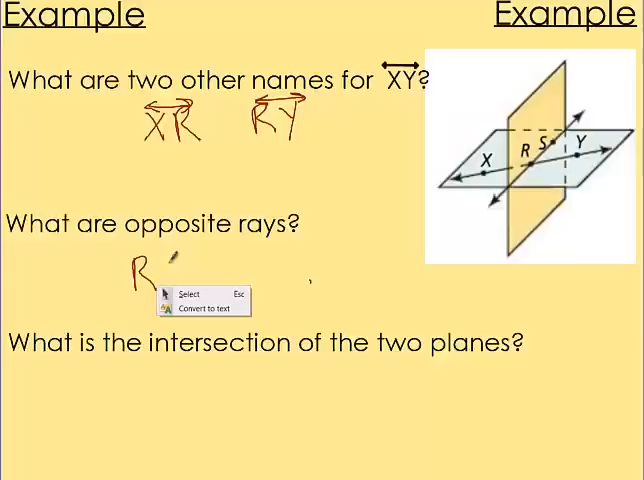 Example Example
What are two other names for XY?
XR RY
X R S Y
What are opposite rays?
R
Select Esc
Convert to text
What is the intersection of the two planes?